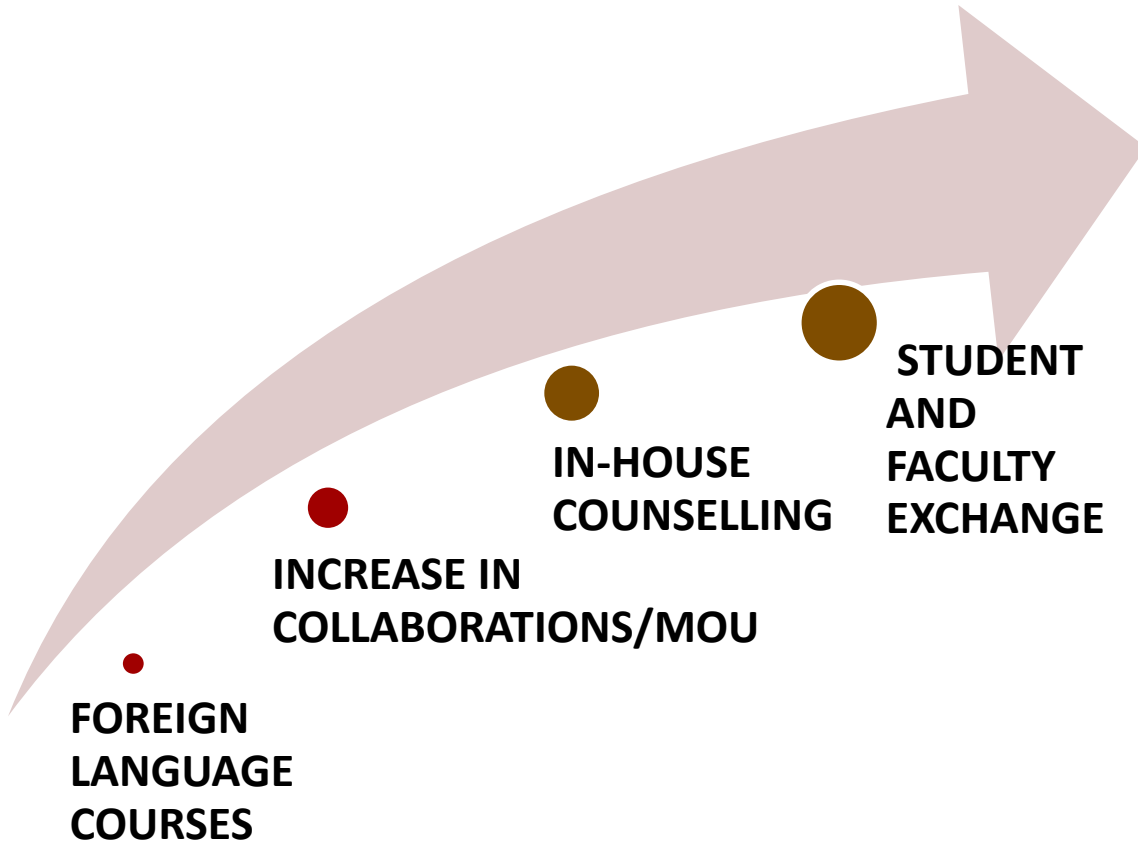 FOREIGN
LANGUAGE
COURSES
INCREASE IN
COLLABORATIONS/MOU
IN-HOUSE
COUNSELLING
STUDENT
AND
FACULTY
EXCHANGE